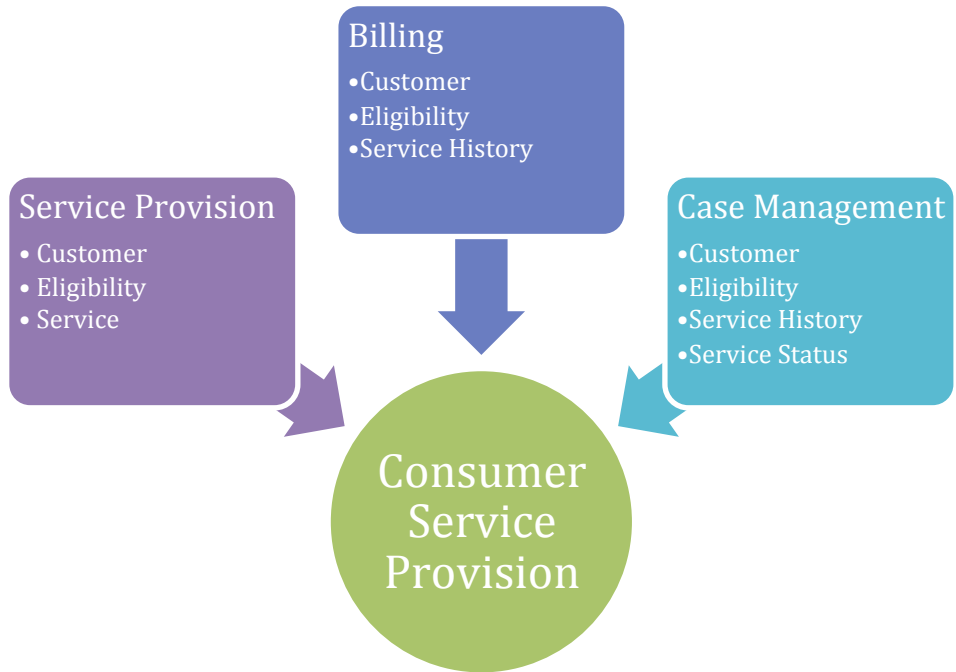 Billing
•Customer
•Eligibility
•Service History
Service Provision
• Customer
• Eligibility
• Service
Case Management
•Customer
•Eligibility
•Service History
•Service Status
Consumer
Service
Provision